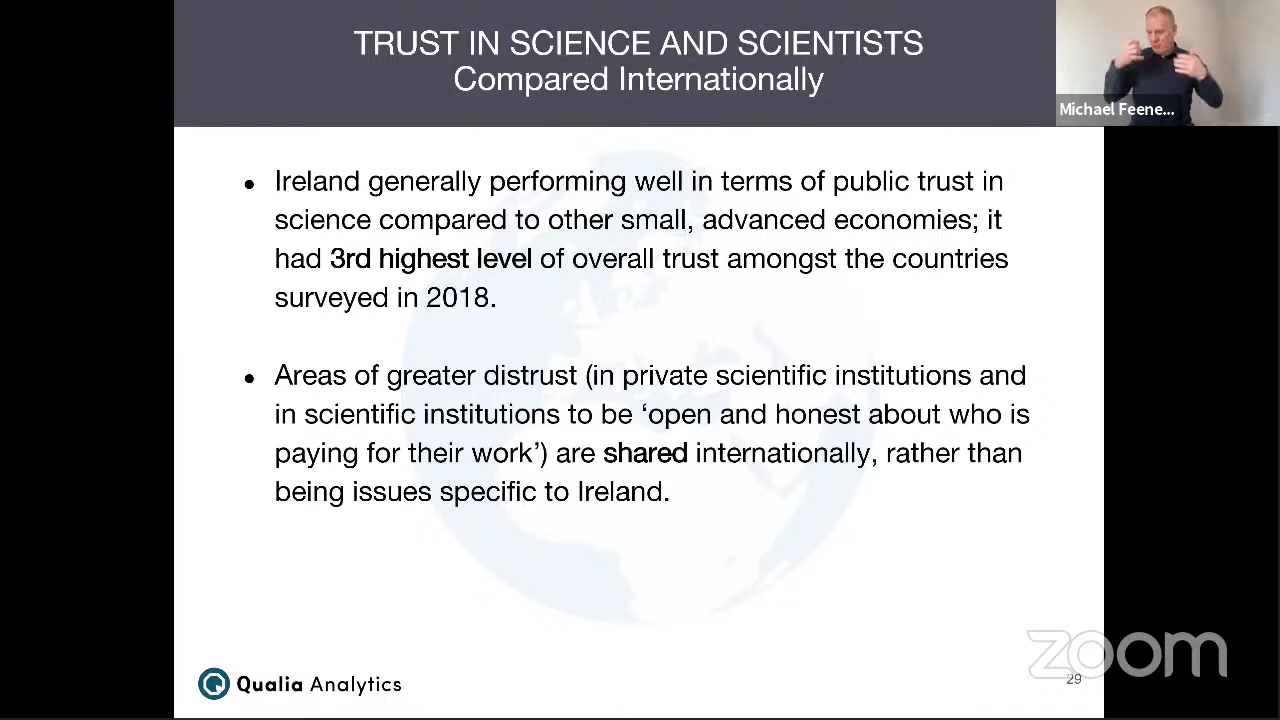 TRUST IN SCIENCE AND SCIENTISTS
Compared Internationally
Michael Feene...
• Ireland generally performing well in terms of public trust in
science compared to other small, advanced economies; it
had 3rd highest level of overall trust amongst the countries
surveyed in 2018.
• Areas of greater distrust (in private scientific institutions and
in scientific institutions to be ‘open and honest about who is
paying for their work’) are shared internationally, rather than
being issues specific to Ireland.
Qualia Analytics
zoom
29